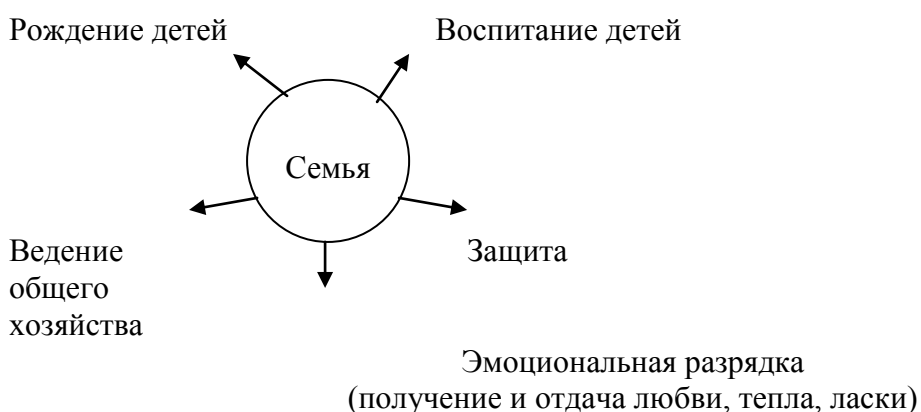 Рождение детей
Воспитание детей
Семья
Ведение
общего
хозяйства
Защита
Эмоциональная разрядка
(получение и отдача любви, тепла, ласки)